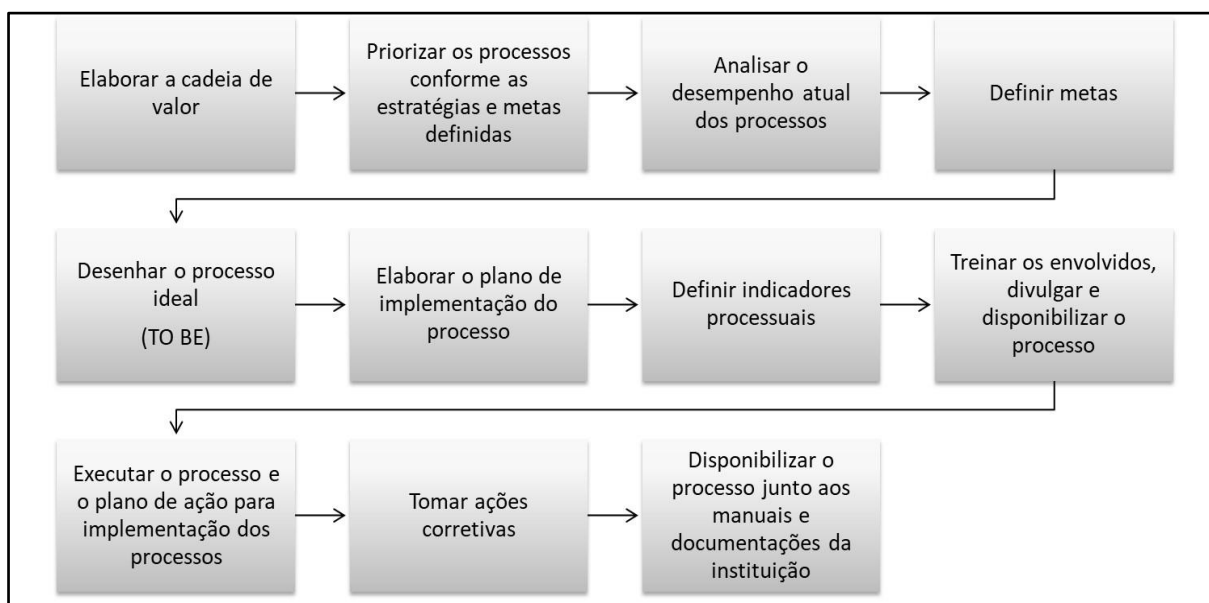 Elaborar a cadeia de
valor
Priorizar os processos
conforme as
estratégias e metas
definidas
Analisar o
desempenho atual
dos processos
Definir metas
Desenhar o processo
ideal
(TO BE)
Elaborar o plano de
implementação do
processo
Definir indicadores
processuais
Treinar os envolvidos,
divulgar e
disponibilizar o
processo
Executar o processo e
o plano de ação para
implementação dos
processos
Tomar ações
corretivas
Disponibilizar o
processo junto aos
manuais e
documentações da
instituição